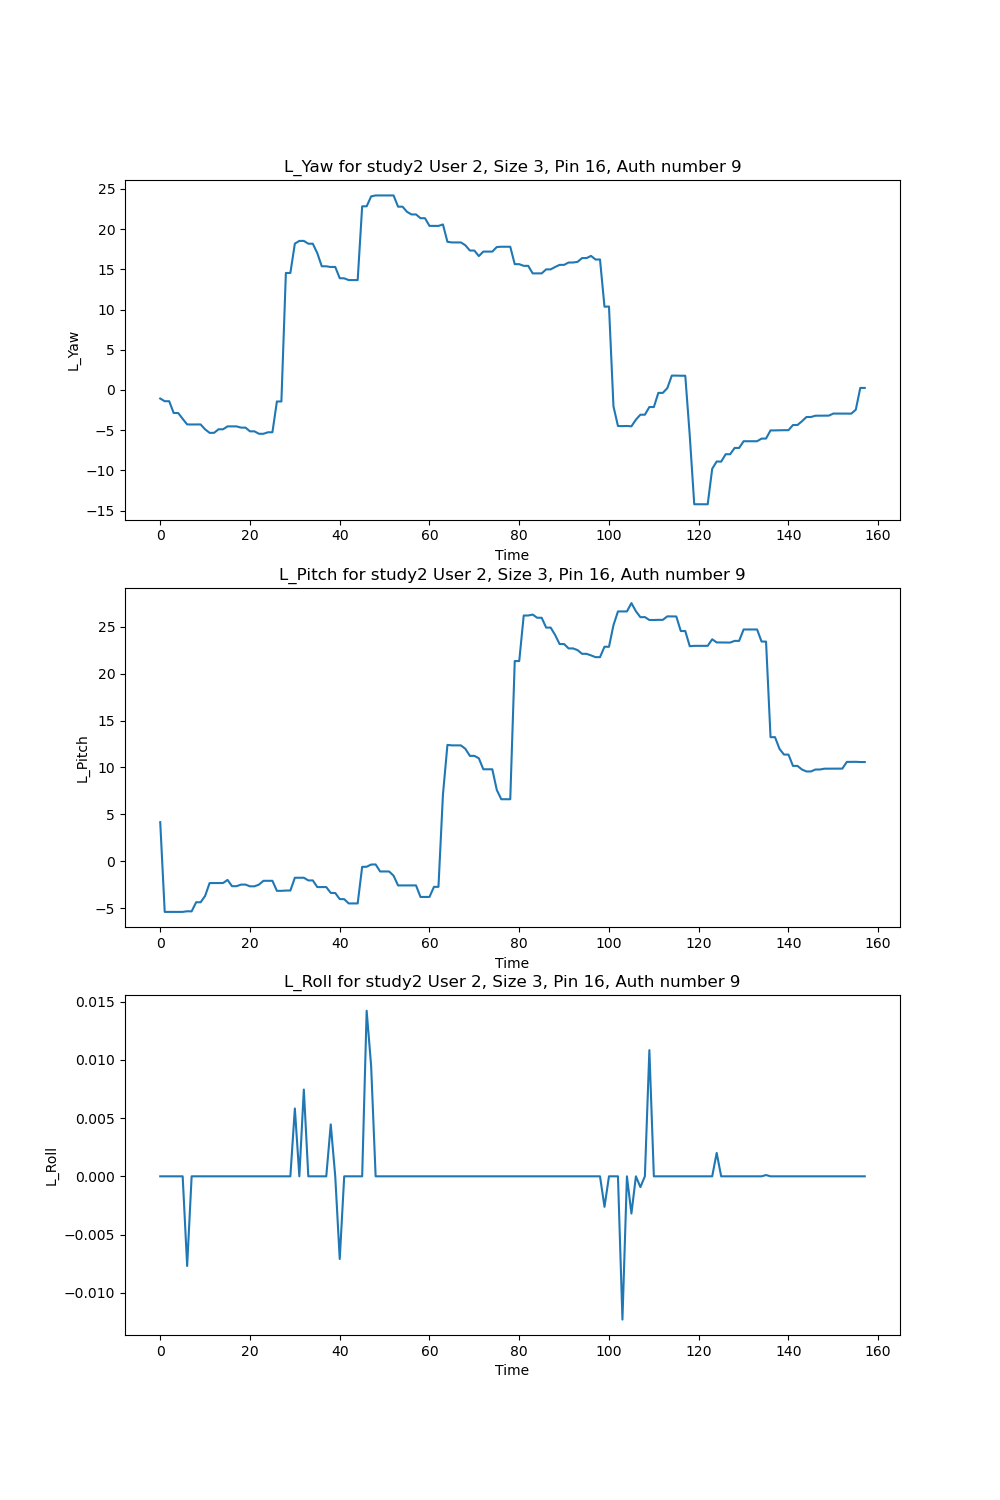 L_Yaw for study2 User 2, Size 3, Pin 16, Auth number 9
25
20
15
10
5
0
−5
−10
−15
L_Yaw
0 20 40 60 80 100 120 140 160
Time
L_Pitch for study2 User 2, Size 3, Pin 16, Auth number 9
25
20
15
10
5
0
−5
L_Pitch
0 20 40 60 80 100 120 140 160
Time
L_Roll for study2 User 2, Size 3, Pin 16, Auth number 9
0.015
0.010
0.005
0.000
−0.005
−0.010
L_Roll
0 20 40 60 80 100 120 140 160
Time